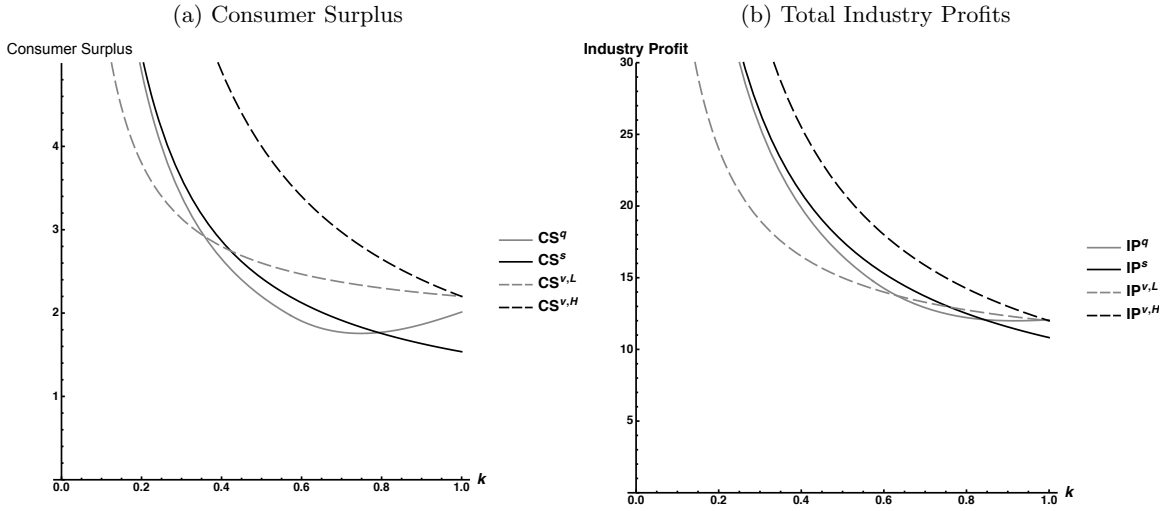 (a) Consumer Surplus
Consumer Surplus
4
3
2
1
0.0 0.2 0.4 0.6 0.8 1.0 k
CS^q
CS^s
CS^{v,L}
CS^{v,H}
(b) Total Industry Profits
Industry Profit
30
25
20
15
10
5
0.0 0.2 0.4 0.6 0.8 1.0 k
IP^q
IP^s
IP^{v,L}
IP^{v,H}